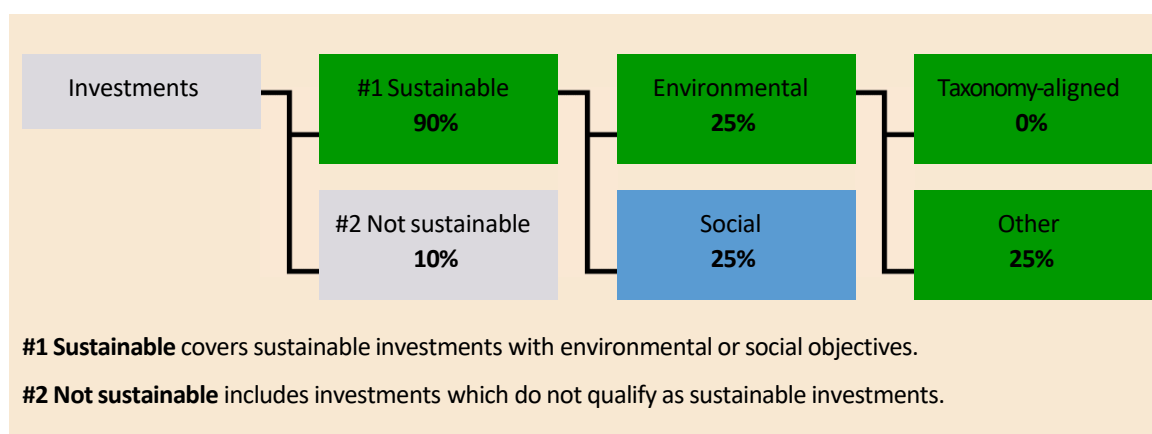 Investments
#1 Sustainable
90%
#2 Not sustainable
10%
Environmental
25%
Social
25%
Taxonomy-aligned
0%
Other
25%
#1 Sustainable covers sustainable investments with environmental or social objectives.
#2 Not sustainable includes investments which do not qualify as sustainable investments.